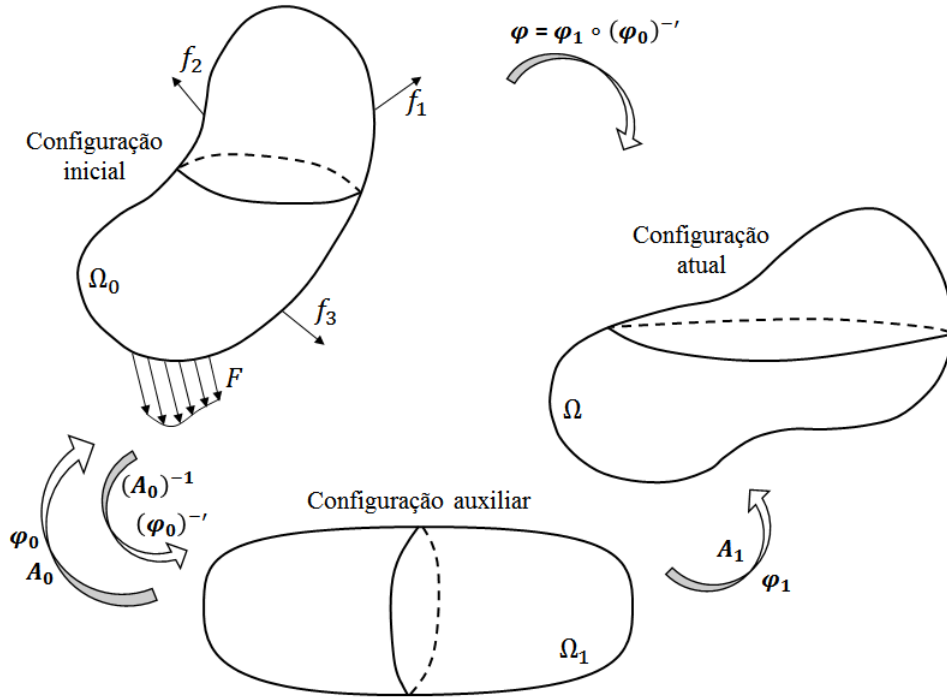 φ = φ₁ ∘ (φ₀)⁻′
f₂
f₁
Configuração
inicial
Configuração
atual
Ω₀
f₃
F
Ω
(A₀)⁻¹
Configuração auxiliar
(φ₀)⁻′
φ₀
A₀
A₁
φ₁
Ω₁